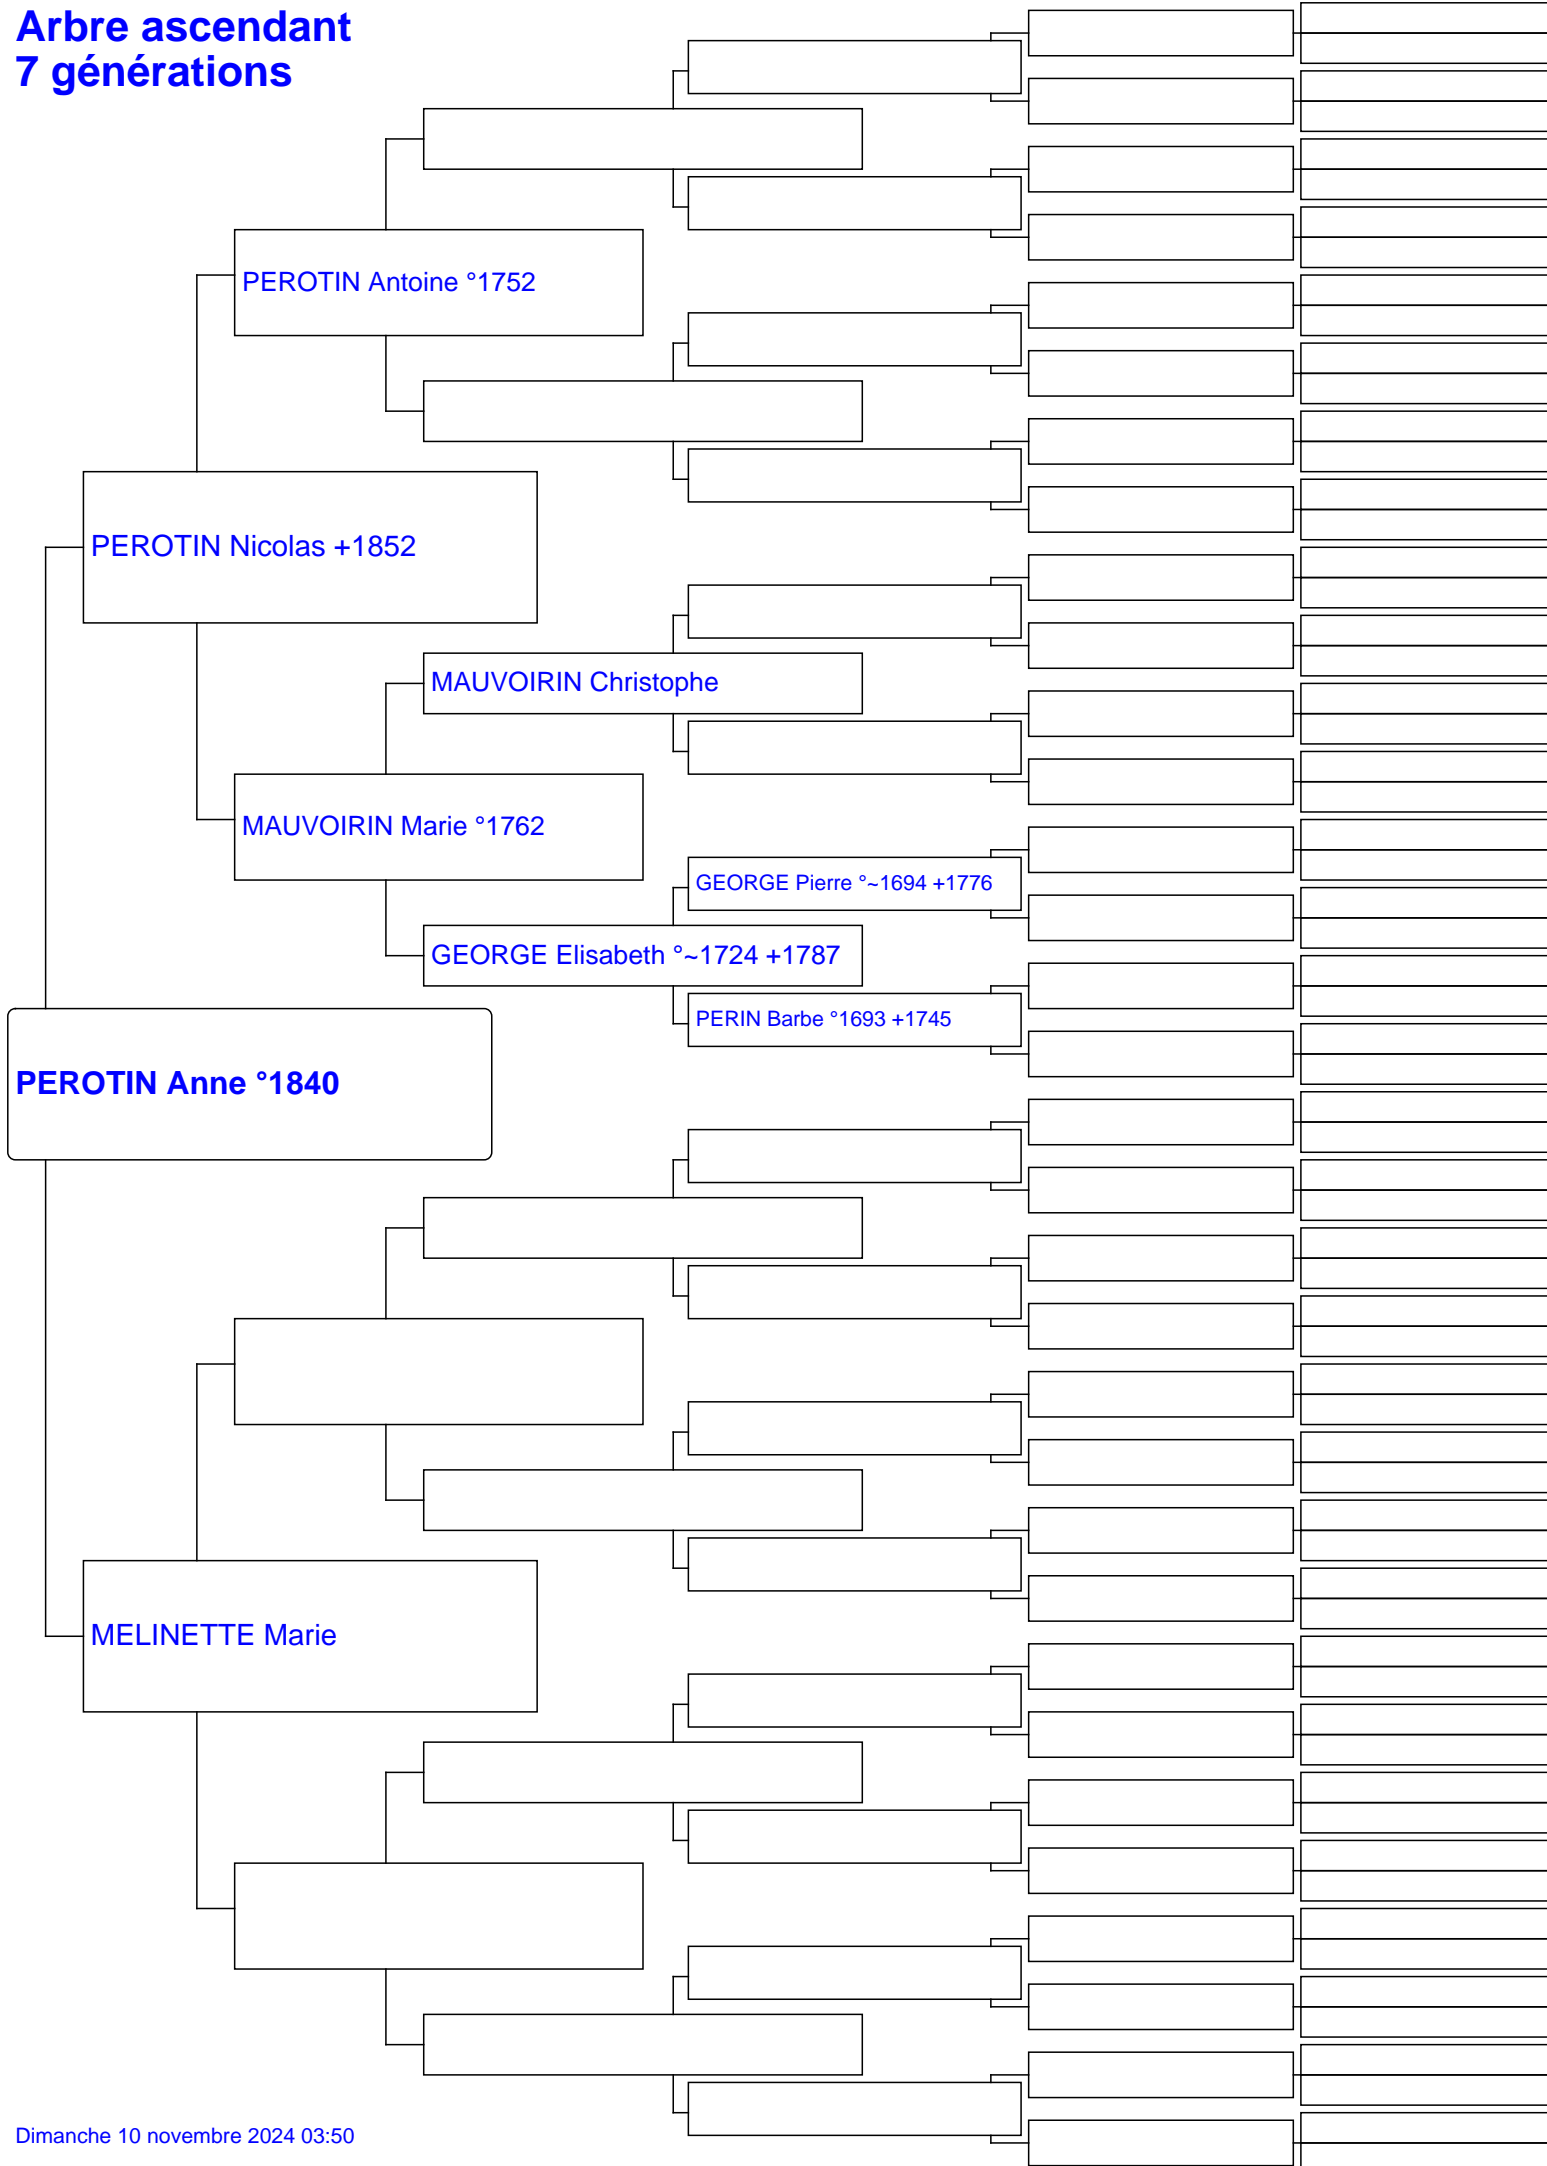 Arbre ascendant
7 générations
PEROTIN Antoine °1752
PEROTIN Nicolas +1852
MAUVOIRIN Christophe
MAUVOIRIN Marie °1762
GEORGE Pierre °~1694 +1776
GEORGE Elisabeth °~1724 +1787
PERIN Barbe °1693 +1745
PEROTIN Anne °1840
MELINETTE Marie
Dimanche 10 novembre 2024 03:50